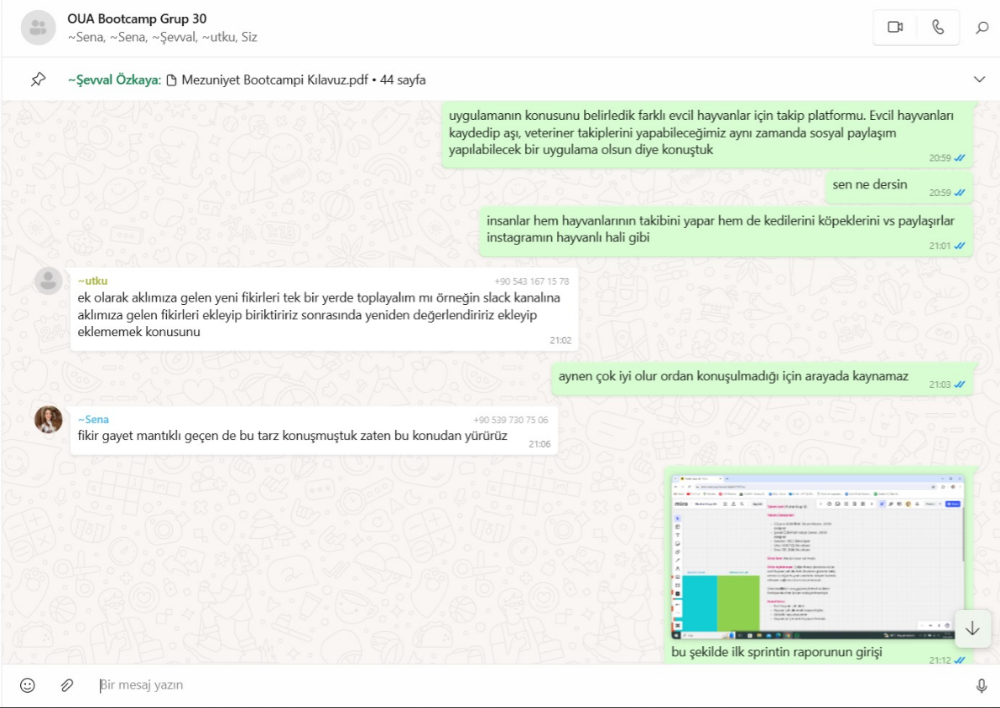 OUA Bootcamp Grup 30
~Sena, ~Sena, ~Şevval, ~utku, Siz
~Şevval Özkaya: Mezuniyet Bootcampi Kılavuz.pdf • 44 sayfa
uygulamanın konusunu belirledik farklı evcil hayvanlar için takip platformu. Evcil hayvanları
kaydedip aşı, veteriner takiplerini yapabileceğimiz aynı zamanda sosyal paylaşım
yapılabilecek bir uygulama olsun diye konuştuk
20:59
sen ne dersin
20:59
insanlar hem hayvanlarının takibini yapar hem de kedilerini köpeklerini vs paylaşırlar
instagramın hayvanlı hali gibi
21:01
~utku +90 543 167 15 78
ek olarak aklımıza gelen yeni fikirleri tek bir yerde toplayalım mı örneğin slack kanalına
aklımıza gelen fikirleri ekleyip biriktiririz sonrasında yeniden değerlendiririz ekleyip
eklememek konusunu
21:02
aynen çok iyi olur ordan konuşulmadığı için arayada kaynamaz
21:03
~Sena +90 539 730 75 06
fikir gayet mantıklı geçen de bu tarz konuşmuştuk zaten bu konudan yürürüz
21:06
miro
bu şekilde ilk sprintin raporunun girişi
21:12
Bir mesaj yazın